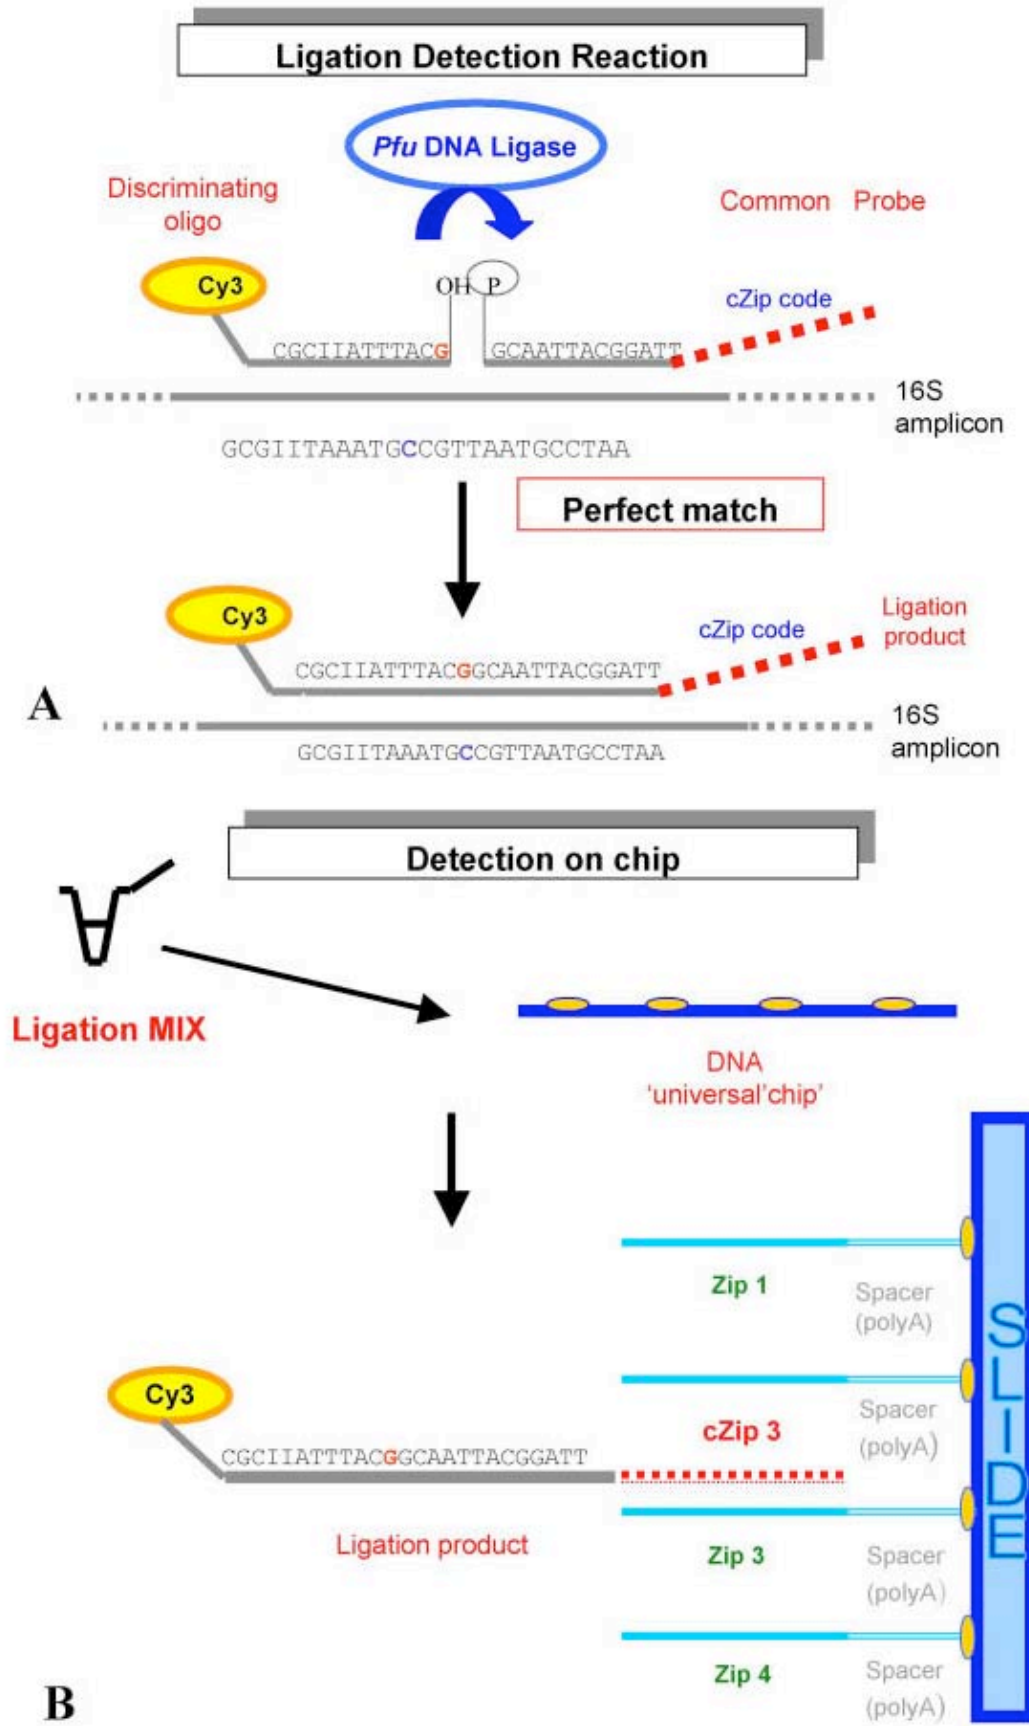 Ligation Detection Reaction
Pfu DNA Ligase
Discriminating
oligo
Common Probe
Cy3
OH P
cZip code
CGCIIATTTACG GCAATTACGGATT
16S
amplicon
GCGIITAAATGCCGTTAATGCCTAA
Perfect match
Cy3
cZip code
Ligation
product
CGCIIATTTACGGCAATTACGGATT
A
16S
amplicon
GCGIITAAATGCCGTTAATGCCTAA
Detection on chip
Ligation MIX
DNA
'universal'chip'
Zip 1
Spacer
(polyA)
Cy3
cZip 3
Spacer
(polyA)
CGCIIATTTACGGCAATTACGGATT
Ligation product
Zip 3
Spacer
(polyA)
Zip 4
Spacer
(polyA)
SLIDE
B